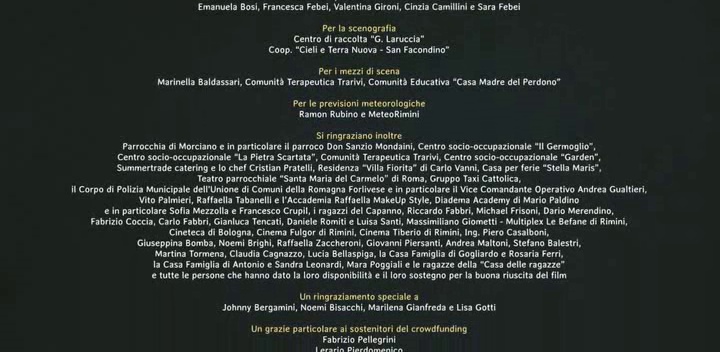 Emanuela Bosi, Francesca Febei, Valentina Gironi, Cinzia Camillini e Sara Febei
Per la scenografia
Centro di raccolta "G. Laruccia"
Coop. "Cieli e Terra Nuova - San Facondino"
Per i mezzi di scena
Marinella Baldassari, Comunità Terapeutica Trarivi, Comunità Educativa "Casa Madre del Perdono"
Per le previsioni meteorologiche
Ramon Rubino e MeteoRimini
Si ringraziano inoltre
Parrocchia di Morciano e in particolare il parroco Don Sanzio Mondaini, Centro socio-occupazionale "Il Germoglio",
Centro socio-occupazionale "La Pietra Scartata", Comunità Terapeutica Trarivi, Centro socio-occupazionale "Garden",
Summertrade catering e lo chef Cristian Pratelli, Residenza "Villa Fiorita" di Carlo Vanni, Casa per ferie "Stella Maris",
Teatro parrocchiale "Santa Maria del Carmelo" di Roma, Gruppo Taxi Cattolica,
il Corpo di Polizia Municipale dell'Unione di Comuni della Romagna Forlivese e in particolare il Vice Comandante Operativo Andrea Gualtieri,
Vito Palmieri, Raffaella Tabanelli e l'Accademia Raffaella MakeUp Style, Diadema Academy di Mario Paldino
e in particolare Sofia Mezzolla e Francesco Crupil, i ragazzi del Capanno, Riccardo Fabbri, Michael Frisoni, Dario Merendino,
Fabrizio Coccia, Carlo Fabbri, Gianluca Tencati, Daniele Romiti e Luisa Santi, Massimiliano Giometti - Multiplex Le Befane di Rimini,
Cineteca di Bologna, Cinema Fulgor di Rimini, Cinema Tiberio di Rimini, Ing. Piero Casalboni,
Giuseppina Bomba, Noemi Brighi, Raffaella Zaccheroni, Giovanni Piersanti, Andrea Maltoni, Stefano Balestri,
Martina Tormena, Claudia Cagnazzo, Lucia Bellaspiga, la Casa Famiglia di Gogliardo e Rosaria Ferri,
la Casa Famiglia di Antonio e Sandra Leonardi, Mara Poggiali e le ragazze della "Casa delle ragazze"
e tutte le persone che hanno dato la loro disponibilità e il loro sostegno per la buona riuscita del film
Un ringraziamento speciale a
Johnny Bergamini, Noemi Bisacchi, Marilena Gianfreda e Lisa Gotti
Un grazie particolare ai sostenitori del crowdfunding
Fabrizio Pellegrini
Lerario Pierdomenico